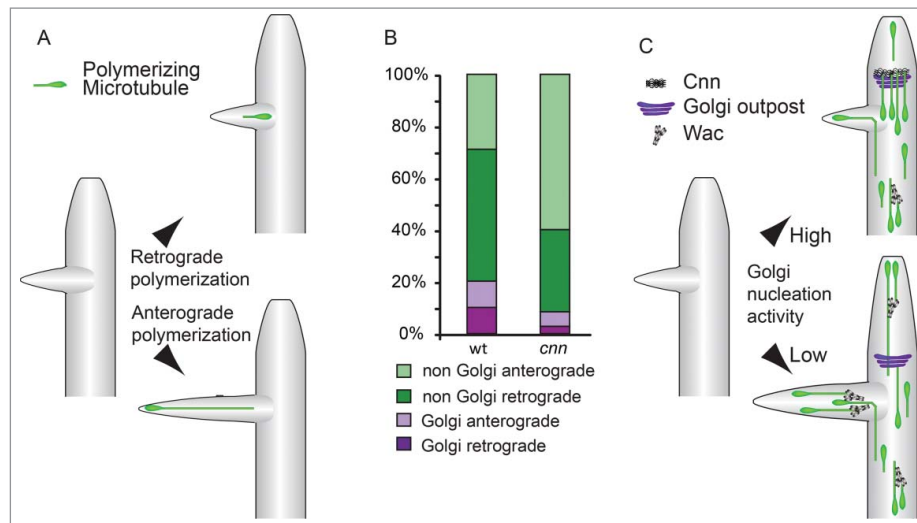 A
Polymerizing
Microtubule
Retrograde
polymerization
Anterograde
polymerization
B
100%
80%
60%
40%
20%
0%
wt
cnn
non Golgi anterograde
non Golgi retrograde
Golgi anterograde
Golgi retrograde
C
Cnn
Golgi outpost
Wac
High
Golgi
nucleation
activity
Low